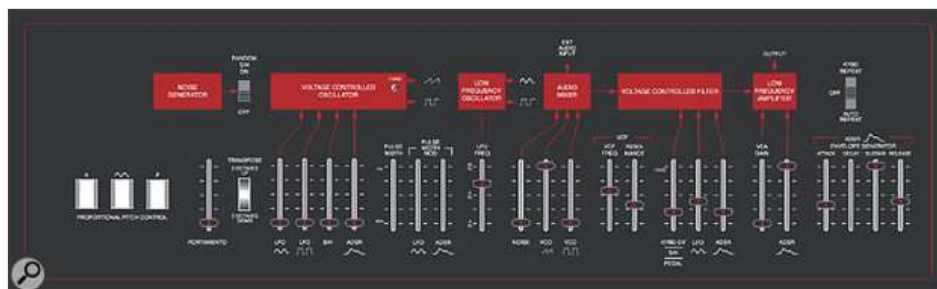 EXT
AUDIO
INPUT
OUTPUT
RANDOM
S/H
ON
OFF
KYBD
REPEAT
OFF
AUTO
REPEAT
NOISE
GENERATOR
VOLTAGE CONTROLLED
OSCILLATOR
LOW
FREQUENCY
OSCILLATOR
AUDIO
MIXER
VOLTAGE CONTROLLED FILTER
LOW
FREQUENCY
AMPLIFIER
PULSE
WIDTH
PULSE
WIDTH
MOD
LFO
FREQ
VCF
VCF
FREQ
RESO-
NANCE
VCA
GAIN
ADSR
ENVELOPE GENERATOR
ATTACK
DECAY
SUSTAIN
RELEASE
TRANSPOSE
2 OCTAVES
UP
2 OCTAVES
DOWN
PROPORTIONAL PITCH CONTROL
PORTAMENTO
LFO
LFO
S/H
ADSR
LFO
ADSR
NOISE
VCO
VCO
KYBD CV
S/H
PEDAL
LFO
ADSR
ADSR